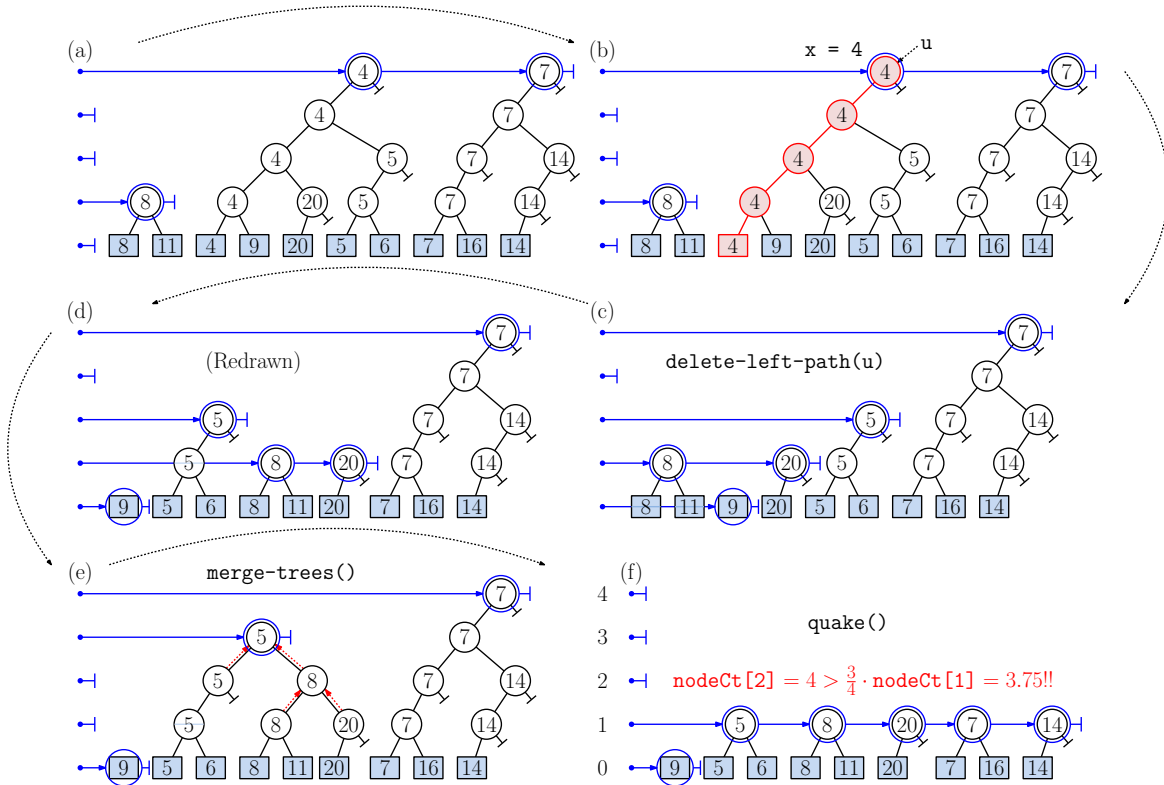 (a)
4 7
4 7
4 5 7 14
8 4 20 5 7 14
8 11 4 9 20 5 6 7 16 14
(b)
x = 4 u
4 7
4 7
4 5 7 14
8 4 20 5 7 14
8 11 4 9 20 5 6 7 16 14
(c)
7
delete-left-path(u) 7
5 7 14
8 20 5 7 14
8 11 9 20 5 6 7 16 14
(d)
7
(Redrawn) 7
5 7 14
5 8 20 7 14
9 5 6 8 11 20 7 16 14
(e)
merge-trees()
7
5 7
5 8 7 14
5 8 20 7 14
9 5 6 8 11 20 7 16 14
(f)
4
quake()
3
2 nodeCt[2] = 4 > 3/4 · nodeCt[1] = 3.75!!
1 5 8 20 7 14
0 9 5 6 8 11 20 7 16 14